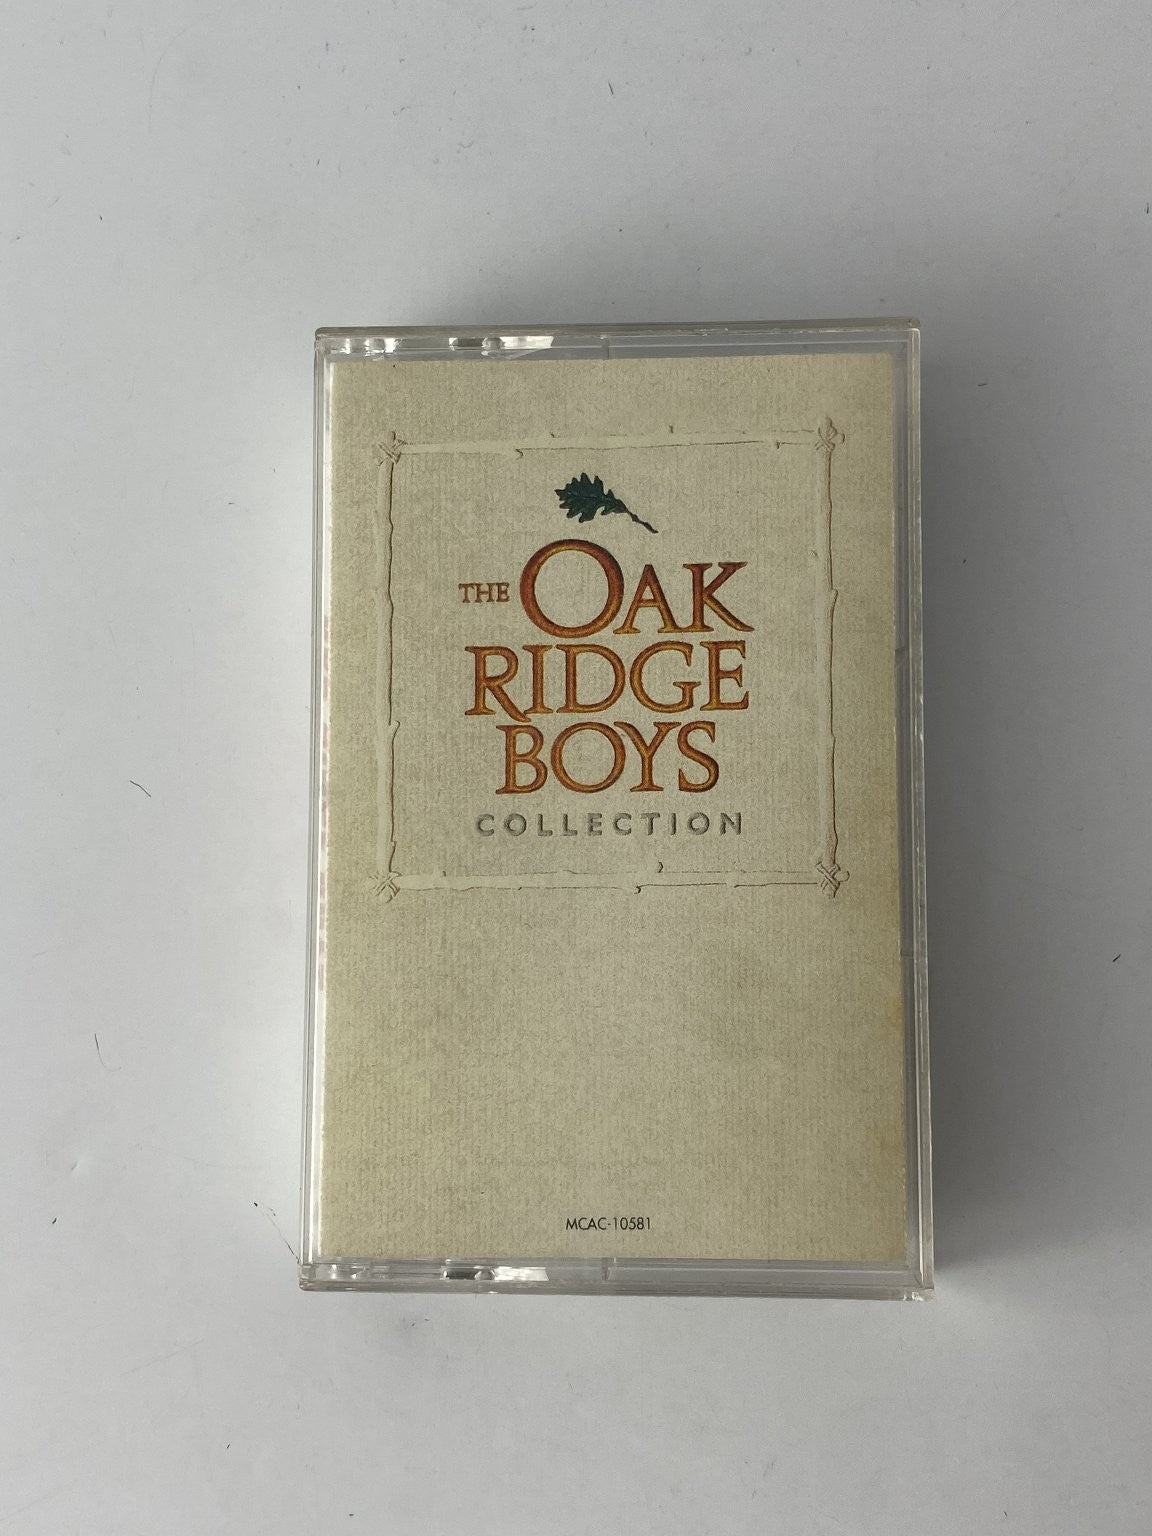 THE OAK
RIDGE
BOYS
COLLECTION
MCAC-10581